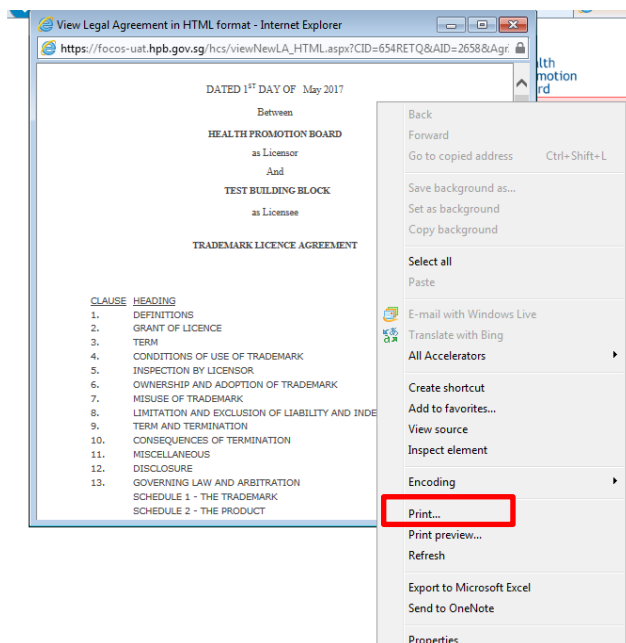 View Legal Agreement in HTML format - Internet Explorer
https://focos-uat.hpb.gov.sg/hcs/viewNewLA_HTML.aspx?CID=654RETQ&AID=2658&Agr
lth
motion
rd
DATED 1ST DAY OF May 2017
Between
HEALTH PROMOTION BOARD
as Licensor
And
TEST BUILDING BLOCK
as Licensee
TRADEMARK LICENCE AGREEMENT
CLAUSE HEADING
1. DEFINITIONS
2. GRANT OF LICENCE
3. TERM
4. CONDITIONS OF USE OF TRADEMARK
5. INSPECTION BY LICENSOR
6. OWNERSHIP AND ADOPTION OF TRADEMARK
7. MISUSE OF TRADEMARK
8. LIMITATION AND EXCLUSION OF LIABILITY AND INDE
9. TERM AND TERMINATION
10. CONSEQUENCES OF TERMINATION
11. MISCELLANEOUS
12. DISCLOSURE
13. GOVERNING LAW AND ARBITRATION
SCHEDULE 1 - THE TRADEMARK
SCHEDULE 2 - THE PRODUCT
Back
Forward
Go to copied address Ctrl+Shift+L
Save background as...
Set as background
Copy background
Select all
Paste
E-mail with Windows Live
Translate with Bing
All Accelerators
Create shortcut
Add to favorites...
View source
Inspect element
Encoding
Print...
Print preview...
Refresh
Export to Microsoft Excel
Send to OneNote
Properties